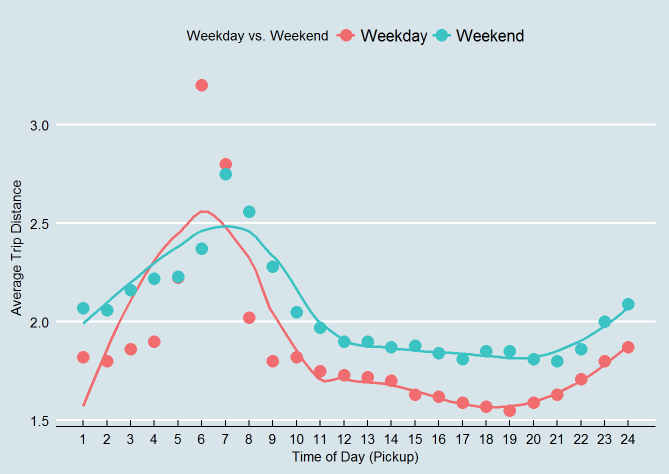 Weekday vs. Weekend Weekday Weekend
3.0
2.5
2.0
1.5
Average Trip Distance
1 2 3 4 5 6 7 8 9 10 11 12 13 14 15 16 17 18 19 20 21 22 23 24
Time of Day (Pickup)